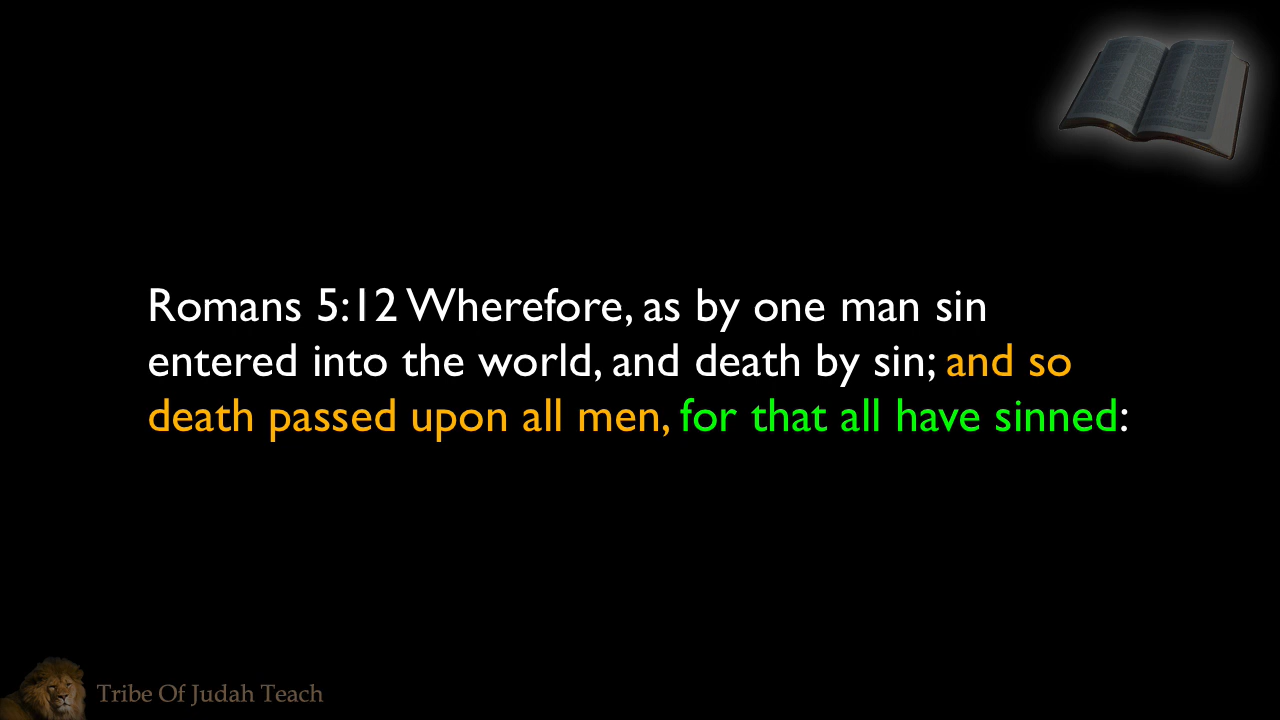 Romans 5:12 Wherefore, as by one man sin
entered into the world, and death by sin; and so
death passed upon all men, for that all have sinned:
Tribe Of Judah Teach